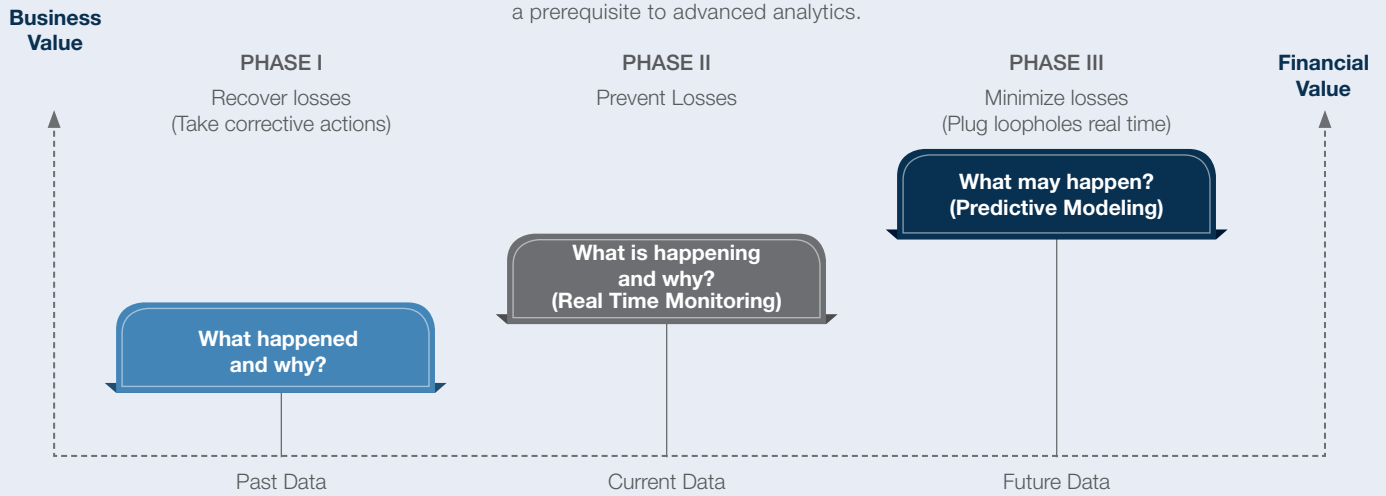 a prerequisite to advanced analytics.
Business
Value
PHASE I
Recover losses
(Take corrective actions)
PHASE II
Prevent Losses
PHASE III
Minimize losses
(Plug loopholes real time)
Financial
Value
What may happen?
(Predictive Modeling)
What is happening
and why?
(Real Time Monitoring)
What happened
and why?
Past Data
Current Data
Future Data